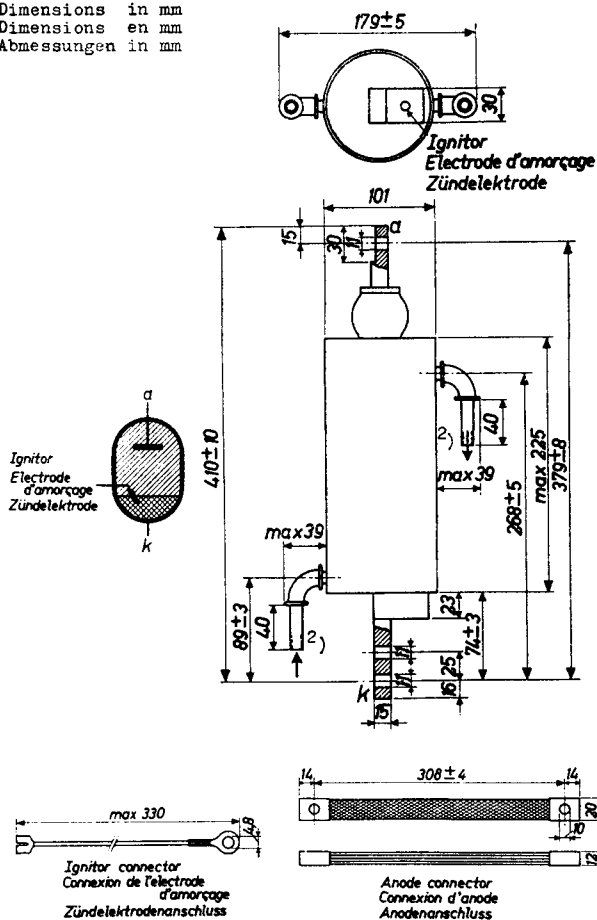 Dimensions in mm
Dimensions en mm
Abmessungen in mm
179±5
30
Ignitor
Electrode d'amorçage
Zündelektrode
101
15
30
11
a
410±10
40
2)
max 39
268±5
max 225
379±8
a
Ignitor
Electrode
d'amorçage
Zündelektrode
k
max 39
89±3
40
2)
23
74±3
11
25
11
16
k
15
max 330
4,8
Ignitor connector
Connexion de l'electrode
d'amorçage
Zündelektrodenanschluss
14
308±4
14
20
10
12
Anode connector
Connexion d'anode
Anodenanschluss